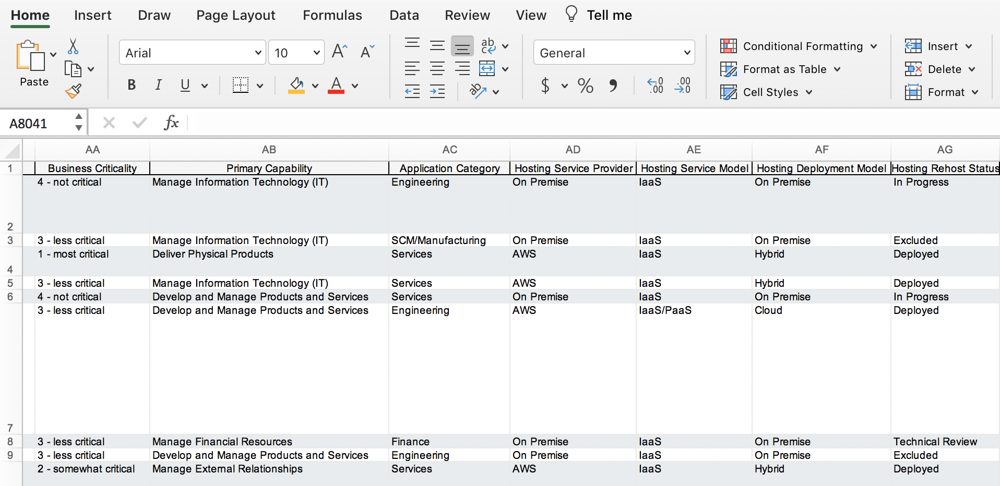 Home Insert Draw Page Layout Formulas Data Review View Tell me
Paste
Arial 10 A A
B I U A
ab c
ab
General
$ % , .0 .00 .00 .0
Conditional Formatting
Format as Table
Cell Styles
Insert
Delete
Format
A8041 fx
AA AB AC AD AE AF AG
1 Business Criticality Primary Capability Application Category Hosting Service Provider Hosting Service Model Hosting Deployment Model Hosting Rehost Status
2 4 - not critical Manage Information Technology (IT) Engineering On Premise IaaS On Premise In Progress
3 3 - less critical Manage Information Technology (IT) SCM/Manufacturing On Premise IaaS On Premise Excluded
4 1 - most critical Deliver Physical Products Services AWS IaaS Hybrid Deployed
5 3 - less critical Manage Information Technology (IT) Services AWS IaaS Hybrid Deployed
6 4 - not critical Develop and Manage Products and Services Services On Premise IaaS On Premise In Progress
7 3 - less critical Develop and Manage Products and Services Engineering AWS IaaS/PaaS Cloud Deployed
8 3 - less critical Manage Financial Resources Finance On Premise IaaS On Premise Technical Review
9 3 - less critical Develop and Manage Products and Services Engineering On Premise IaaS On Premise Excluded
2 - somewhat critical Manage External Relationships Services AWS IaaS Hybrid Deployed